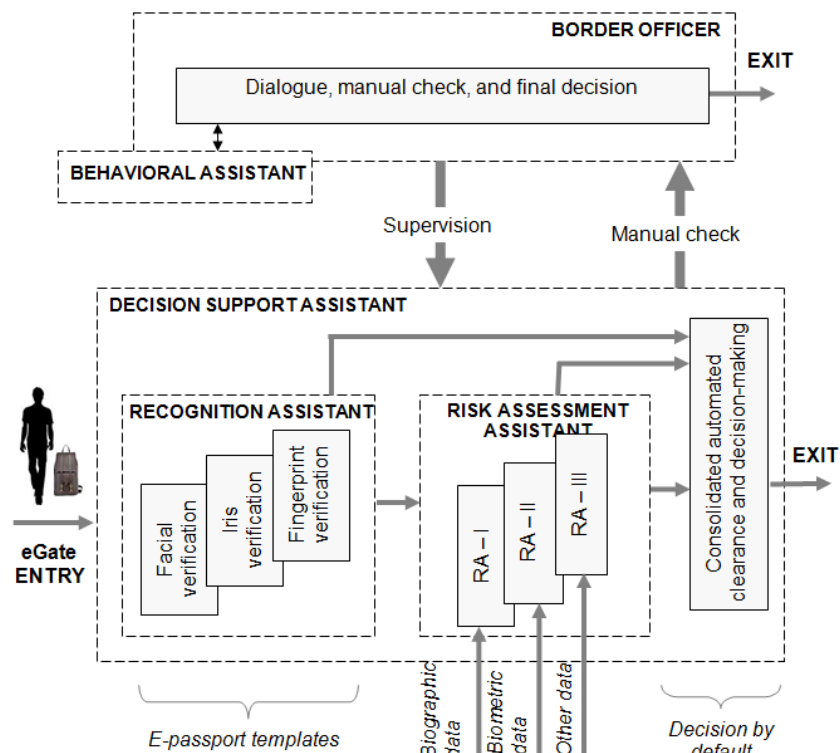 BORDER OFFICER
EXIT
Dialogue, manual check, and final decision
BEHAVIORAL ASSISTANT
Supervision
Manual check
DECISION SUPPORT ASSISTANT
RECOGNITION ASSISTANT
Facial
verification
Iris
verification
Fingerprint
verification
RISK ASSESSMENT
ASSISTANT
RA – I
RA – II
RA – III
Consolidated automated
clearance and decision-making
EXIT
eGate
ENTRY
E-passport templates
Biographic
data
Biometric
data
Other data
Decision by
default